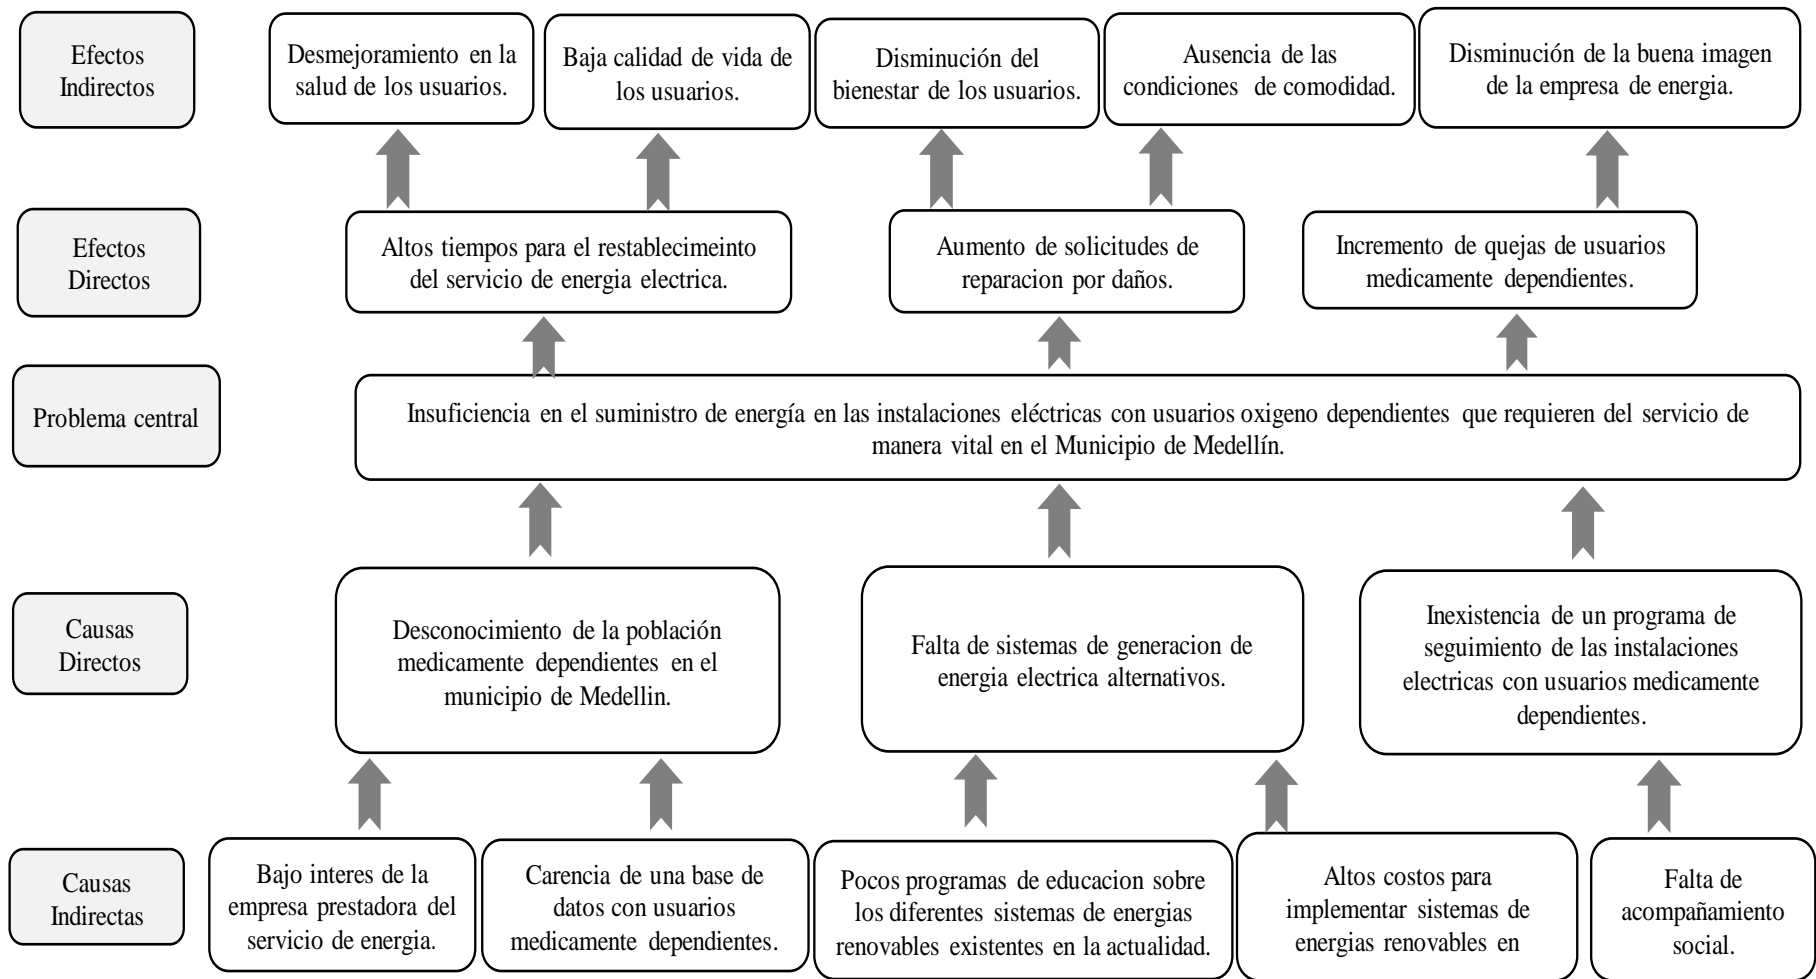 Efectos
Indirectos
Desmejoramiento en la
salud de los usuarios.
Baja calidad de vida de
los usuarios.
Disminución del
bienestar de los usuarios.
Ausencia de las
condiciones de comodidad.
Disminución de la buena imagen
de la empresa de energia.
Efectos
Directos
Altos tiempos para el restablecimeinto
del servicio de energia electrica.
Aumento de solicitudes de
reparacion por daños.
Incremento de quejas de usuarios
medicamente dependientes.
Problema central
Insuficiencia en el suministro de energía en las instalaciones eléctricas con usuarios oxigeno dependientes que requieren del servicio de
manera vital en el Municipio de Medellín.
Causas
Directos
Desconocimiento de la población
medicamente dependientes en el
municipio de Medellin.
Falta de sistemas de generacion de
energia electrica alternativos.
Inexistencia de un programa de
seguimiento de las instalaciones
electricas con usuarios medicamente
dependientes.
Causas
Indirectas
Bajo interes de la
empresa prestadora del
servicio de energia.
Carencia de una base de
datos con usuarios
medicamente dependientes.
Pocos programas de educacion sobre
los diferentes sistemas de energias
renovables existentes en la actualidad.
Altos costos para
implementar sistemas de
energias renovables en
Falta de
acompañamiento
social.